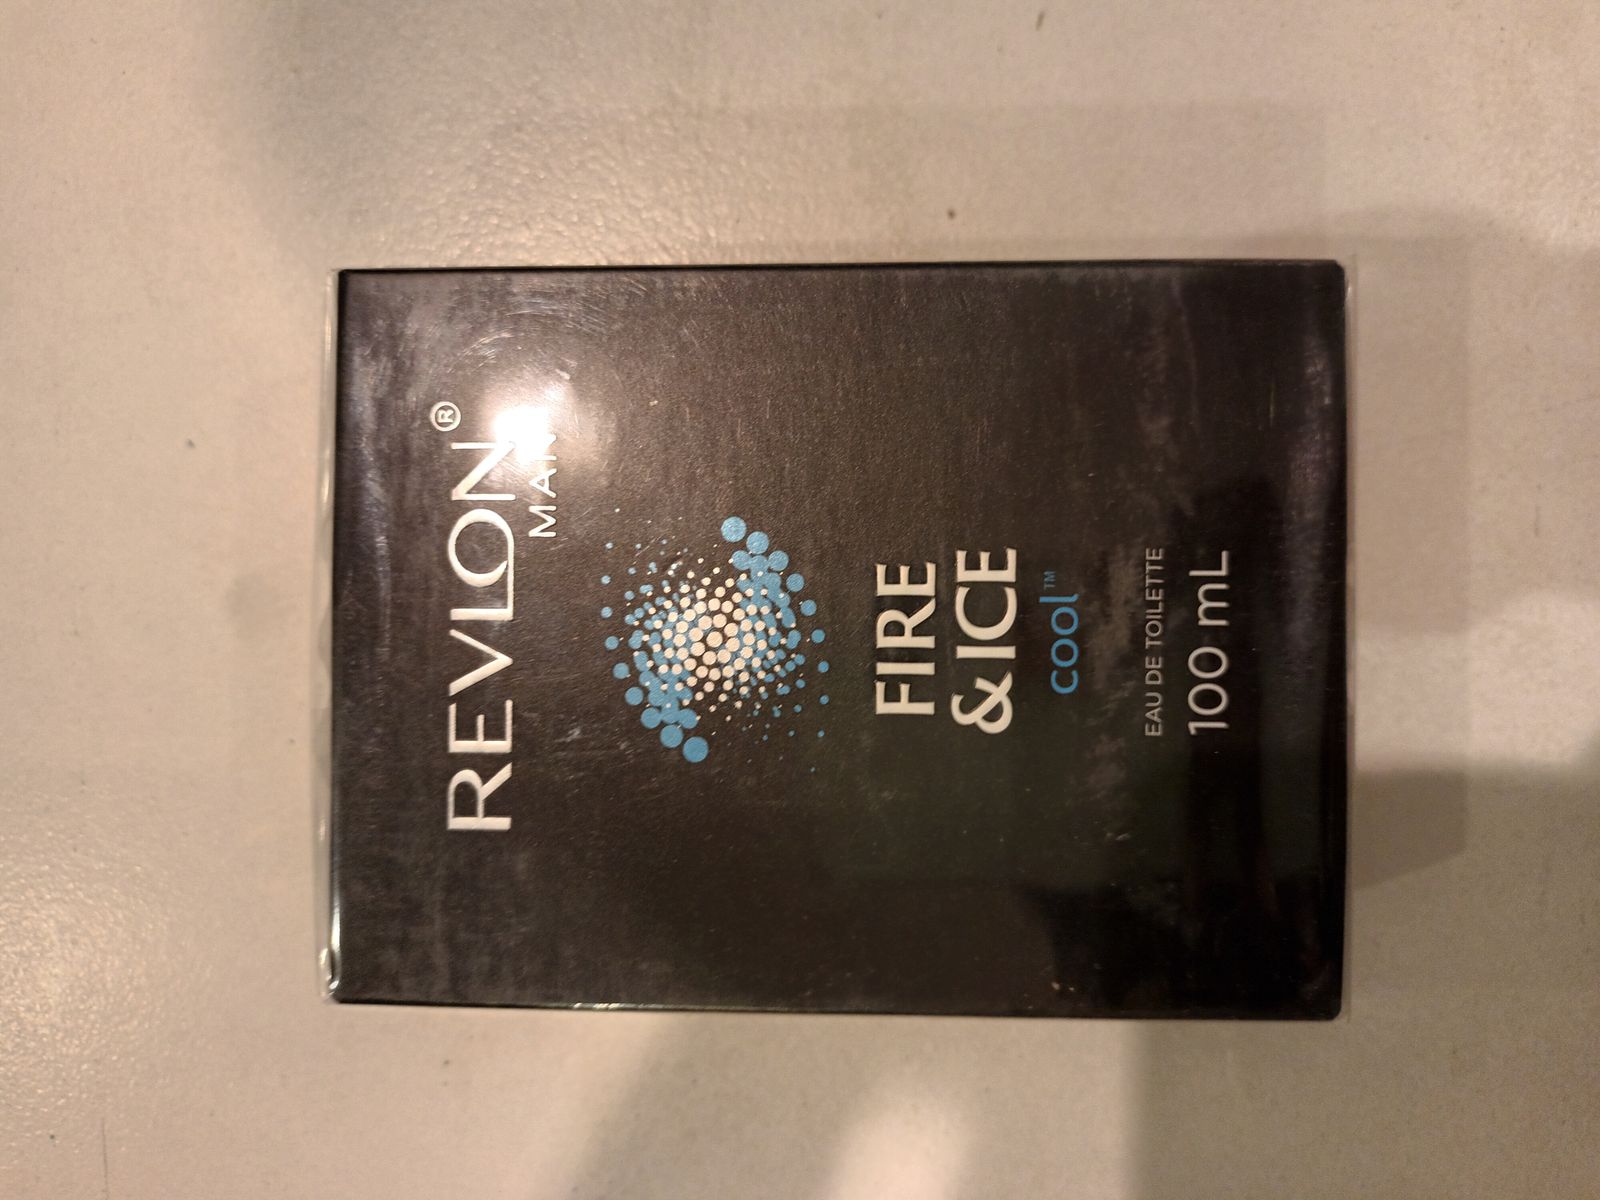 REVLON®
MAN
FIRE
&ICE
cool™
EAU DE TOILETTE
100 mL